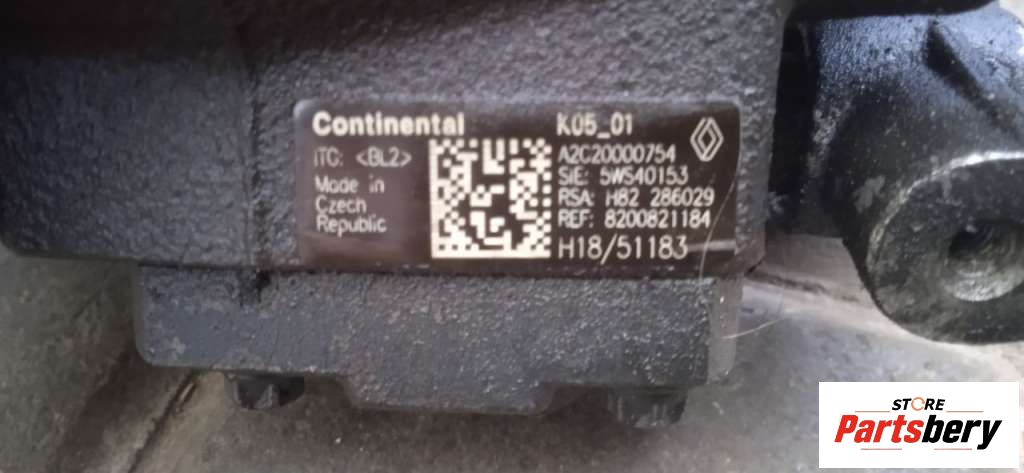 Continental
ITC: <BL2>
Made in
Czech
Republic
K05_01
A2C20000754
SIE: 5WS40153
RSA: H82 286029
REF: 8200821184
H18/51183
STORE
Partsbery